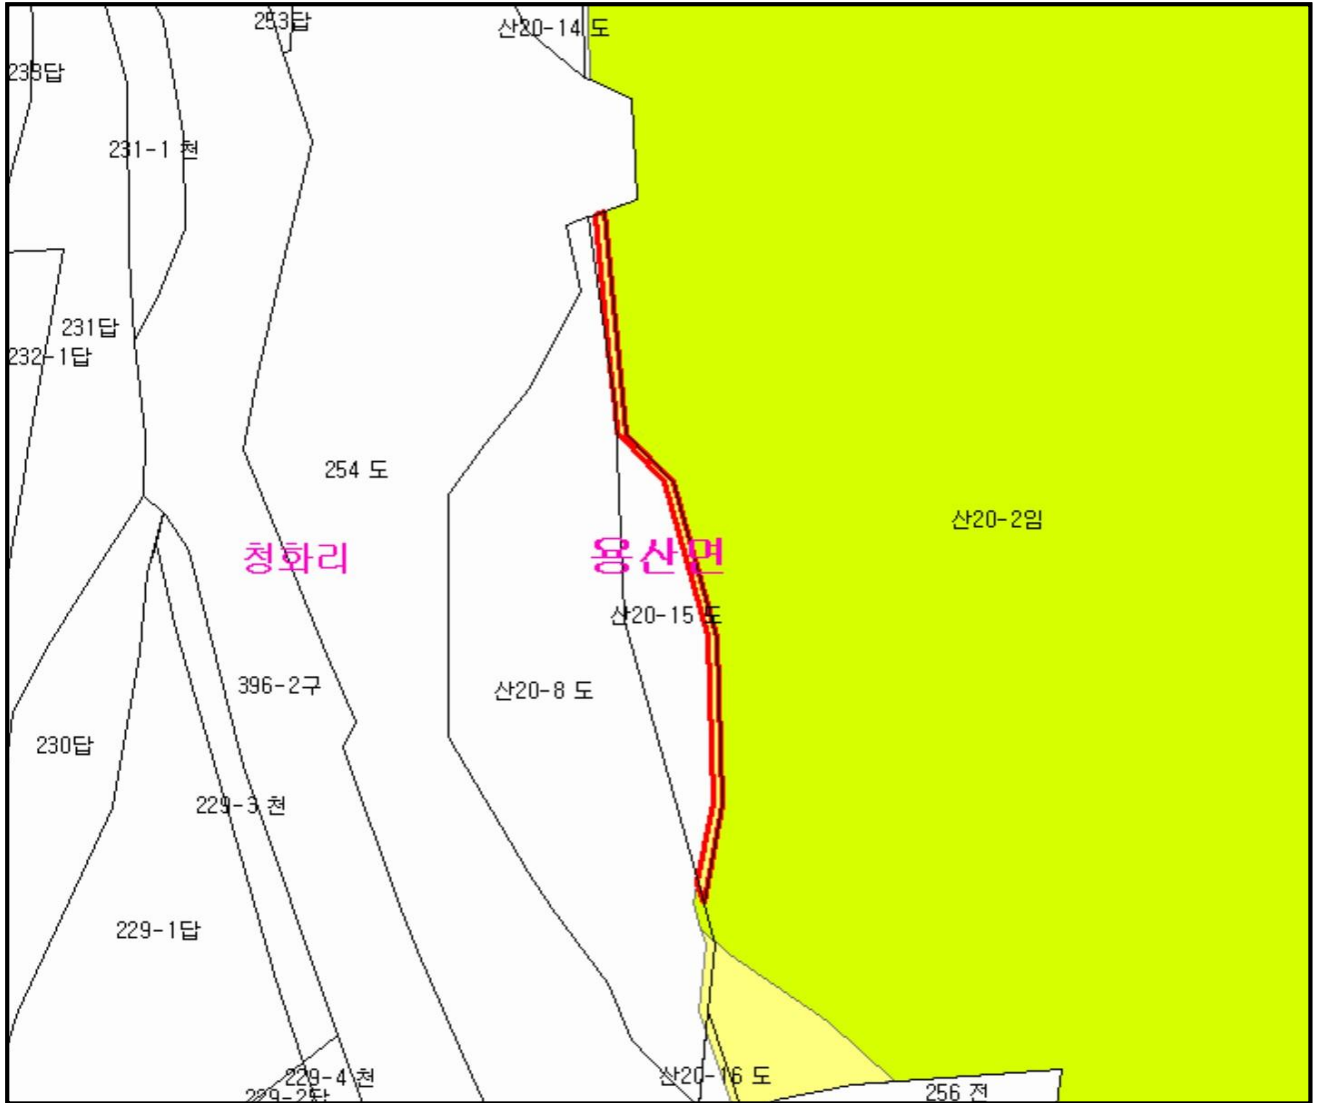 253답
산20-14 도
233답
231-1 천
231답
232-1답
254 도
산20-2임
청화리
용산면
산20-15 도
396-2구
산20-8 도
230답
229-3 천
229-1답
229-4 천
산20-16 도
229-2답
256 전